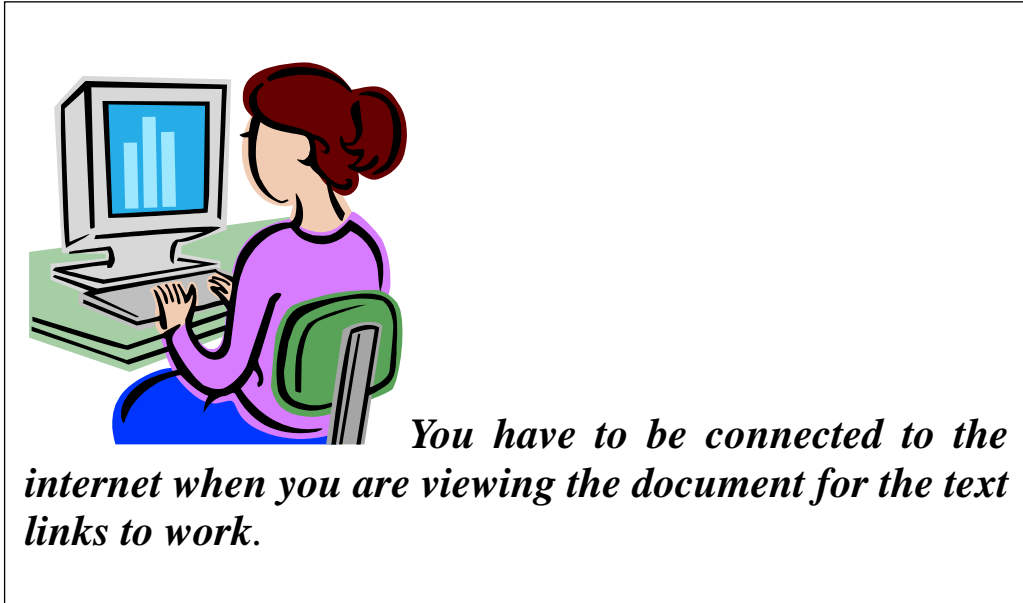 You have to be connected to the
internet when you are viewing the document for the text
links to work.